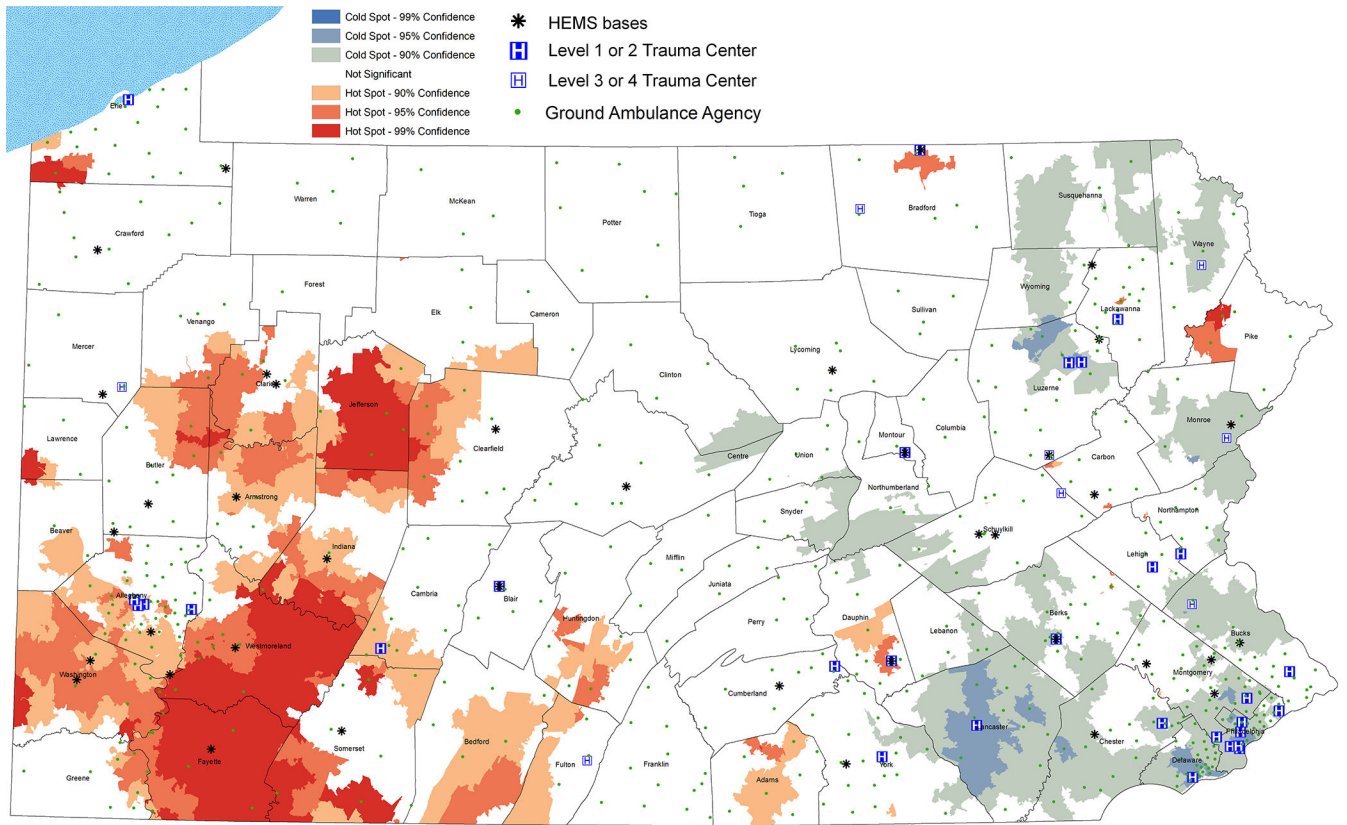 Cold Spot - 99% Confidence
Cold Spot - 95% Confidence
Cold Spot - 90% Confidence
Not Significant
Hot Spot - 90% Confidence
Hot Spot - 95% Confidence
Hot Spot - 99% Confidence
HEMS bases
H Level 1 or 2 Trauma Center
H Level 3 or 4 Trauma Center
Ground Ambulance Agency
Erie
Warren
McKean
Potter
Tioga
Bradford
Susquehanna
Wayne
Crawford
Forest
Elk
Cameron
Sullivan
Wyoming
Lackawanna
Pike
Venango
Mercer
Lycoming
Clinton
Luzerne
Jefferson
Clearfield
Monroe
Lawrence
Montour
Columbia
Centre
Union
Carbon
Butler
Armstrong
Northumberland
Snyder
Northampton
Beaver
Schuylkill
Indiana
Lehigh
Mifflin
Juniata
Allegheny
Cambria
Blair
Huntingdon
Perry
Dauphin
Lebanon
Berks
Bucks
Westmoreland
Washington
Montgomery
Cumberland
Lancaster
Philadelphia
Somerset
Bedford
Chester
Fayette
Greene
Fulton
Franklin
Adams
York
Delaware